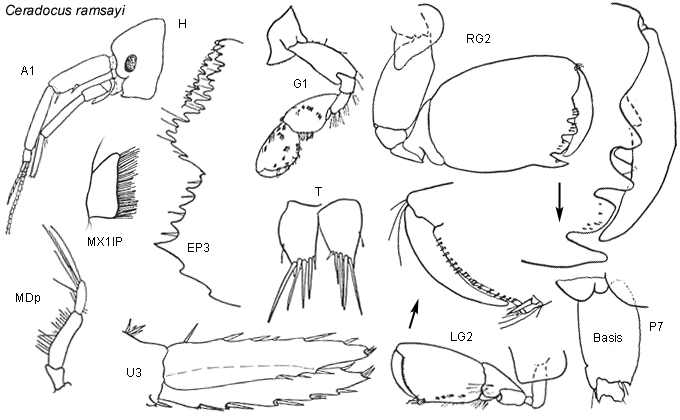 Ceradocus ramsayi
H
A1
G1
RG2
MX1IP
EP3
T
MDp
U3
LG2
Basis
P7